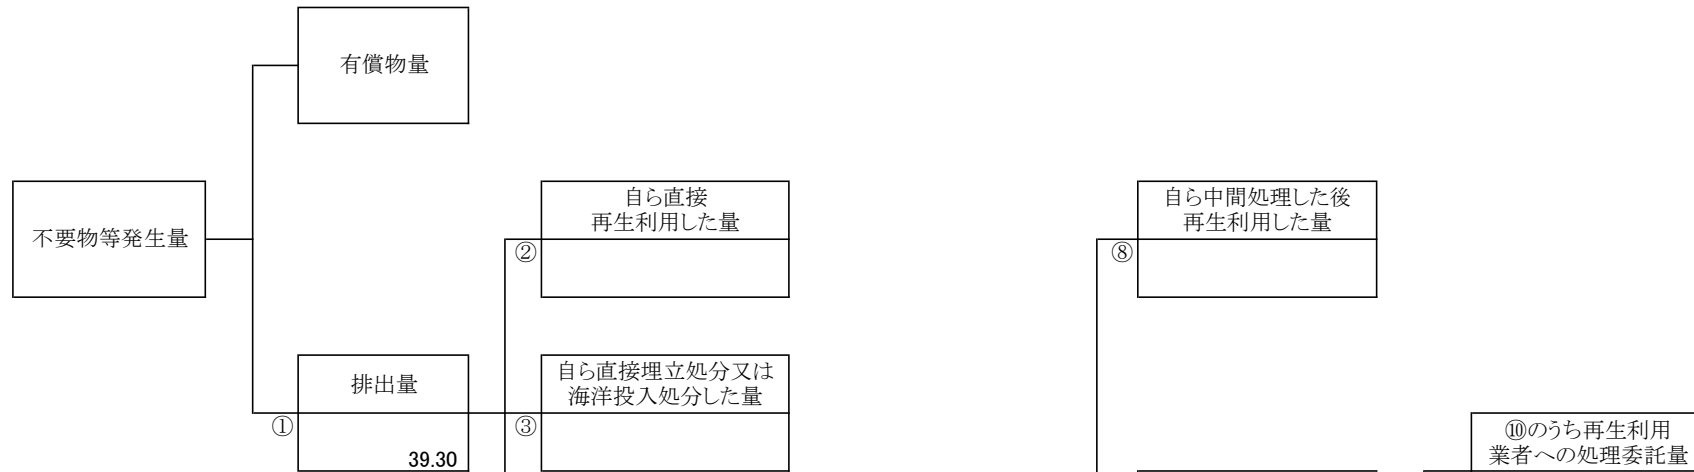 有償物量
不要物等発生量
自ら直接
再生利用した量
②
自ら中間処理した後
再生利用した量
⑧
排出量
①
39.30
自ら直接埋立処分又は
海洋投入処分した量
③
⑩のうち再生利用
業者への処理委託量